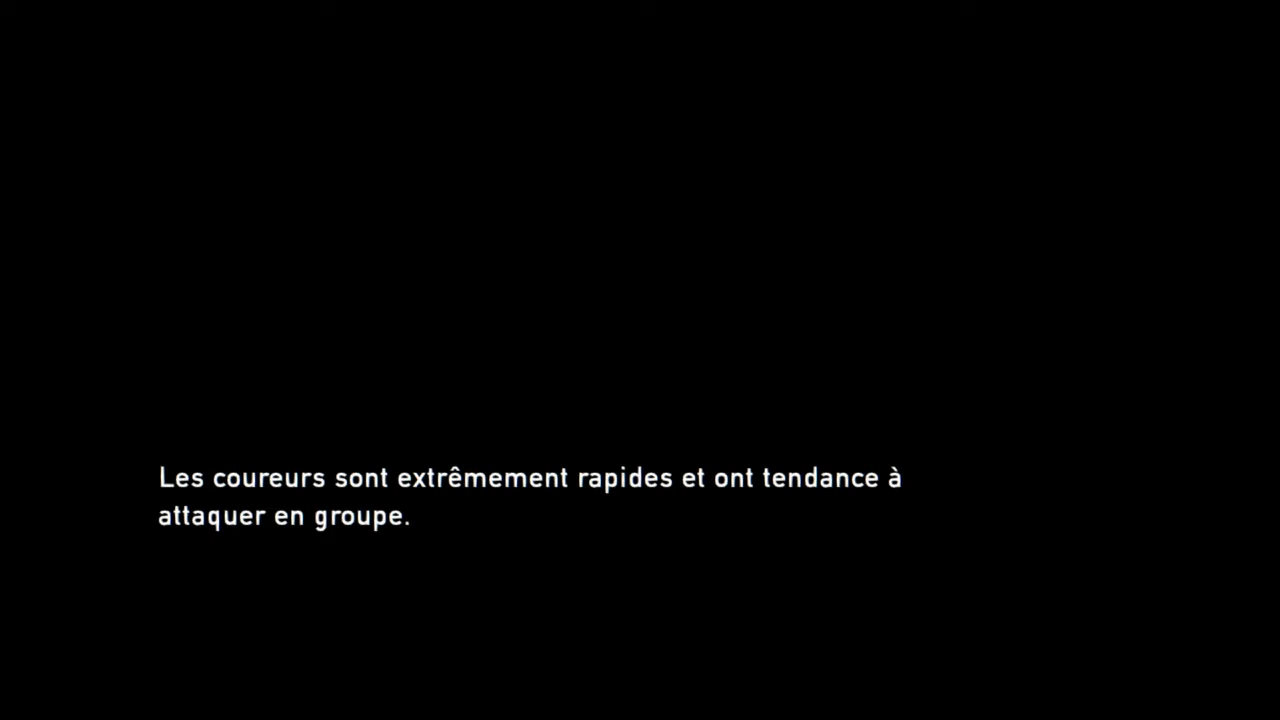 Les coureurs sont extrêmement rapides et ont tendance à
attaquer en groupe.